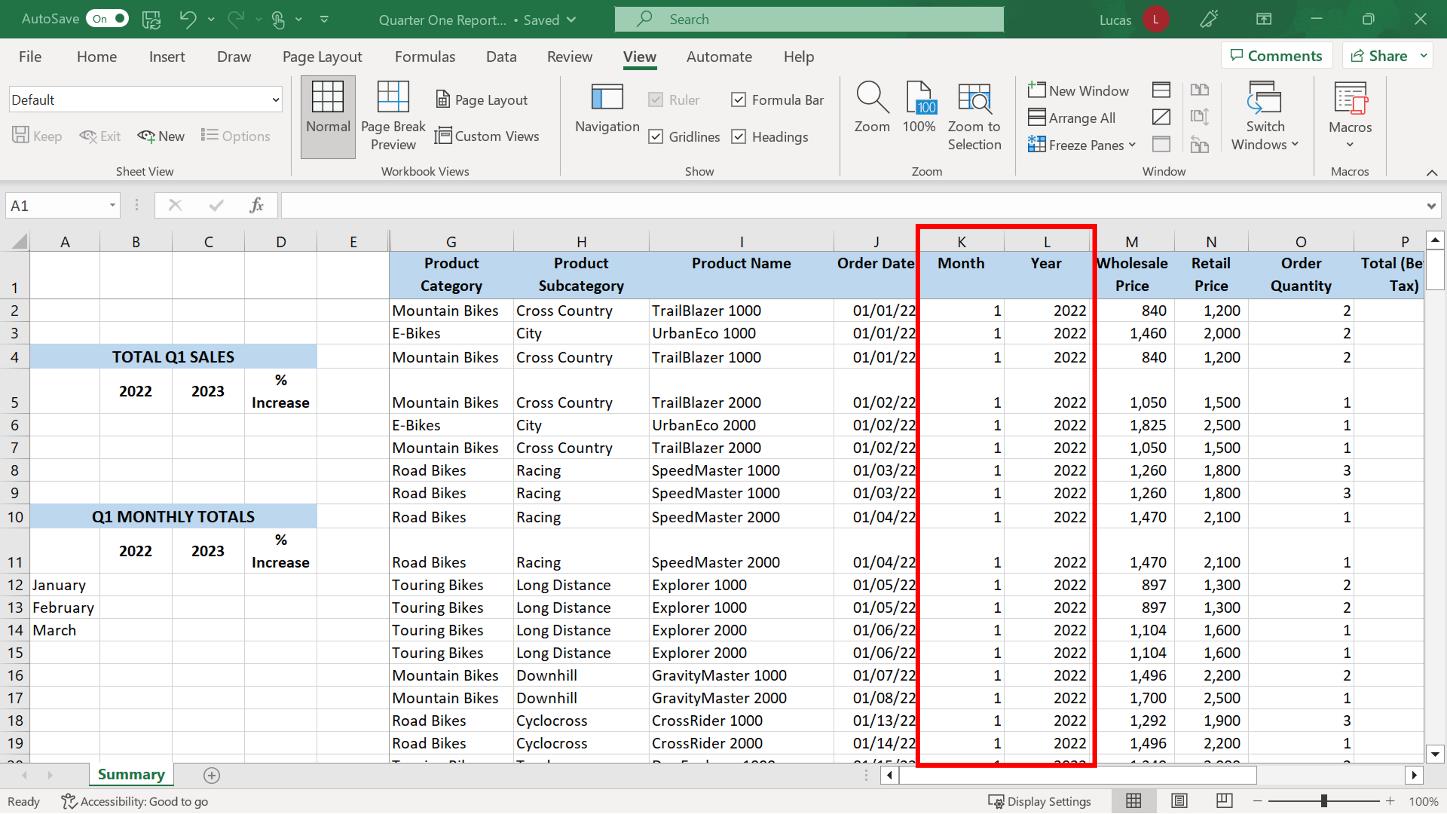 AutoSave On Quarter One Report... • Saved Search Lucas L
File Home Insert Draw Page Layout Formulas Data Review View Automate Help Comments Share
Default
Keep Exit New Options
Sheet View
Normal
Page Break Preview
Page Layout
Custom Views
Workbook Views
Navigation
Ruler Formula Bar
Gridlines Headings
Show
Zoom
100 100%
Zoom to Selection
Zoom
New Window
Arrange All
Freeze Panes
Switch Windows
Window
Macros
Macros
A1 fx
A B C D E G H I J K L M N O P
1 Product Category Product Subcategory Product Name Order Date Month Year Wholesale Price Retail Price Order Quantity Total (Be Tax)
2 Mountain Bikes Cross Country TrailBlazer 1000 01/01/22 1 2022 840 1,200 2
3 E-Bikes City UrbanEco 1000 01/01/22 1 2022 1,460 2,000 2
4 TOTAL Q1 SALES Mountain Bikes Cross Country TrailBlazer 1000 01/01/22 1 2022 840 1,200 2
5 2022 2023 % Increase Mountain Bikes Cross Country TrailBlazer 2000 01/02/22 1 2022 1,050 1,500 1
6 E-Bikes City UrbanEco 2000 01/02/22 1 2022 1,825 2,500 1
7 Mountain Bikes Cross Country TrailBlazer 2000 01/02/22 1 2022 1,050 1,500 1
8 Road Bikes Racing SpeedMaster 1000 01/03/22 1 2022 1,260 1,800 3
9 Road Bikes Racing SpeedMaster 1000 01/03/22 1 2022 1,260 1,800 3
10 Q1 MONTHLY TOTALS Road Bikes Racing SpeedMaster 2000 01/04/22 1 2022 1,470 2,100 1
11 2022 2023 % Increase Road Bikes Racing SpeedMaster 2000 01/04/22 1 2022 1,470 2,100 1
12 January Touring Bikes Long Distance Explorer 1000 01/05/22 1 2022 897 1,300 2
13 February Touring Bikes Long Distance Explorer 1000 01/05/22 1 2022 897 1,300 2
14 March Touring Bikes Long Distance Explorer 2000 01/06/22 1 2022 1,104 1,600 1
15 Touring Bikes Long Distance Explorer 2000 01/06/22 1 2022 1,104 1,600 1
16 Mountain Bikes Downhill GravityMaster 1000 01/07/22 1 2022 1,496 2,200 2
17 Mountain Bikes Downhill GravityMaster 2000 01/08/22 1 2022 1,700 2,500 1
18 Road Bikes Cyclocross CrossRider 1000 01/13/22 1 2022 1,292 1,900 3
19 Road Bikes Cyclocross CrossRider 2000 01/14/22 1 2022 1,496 2,200 1
Summary
Ready Accessibility: Good to go Display Settings 100%